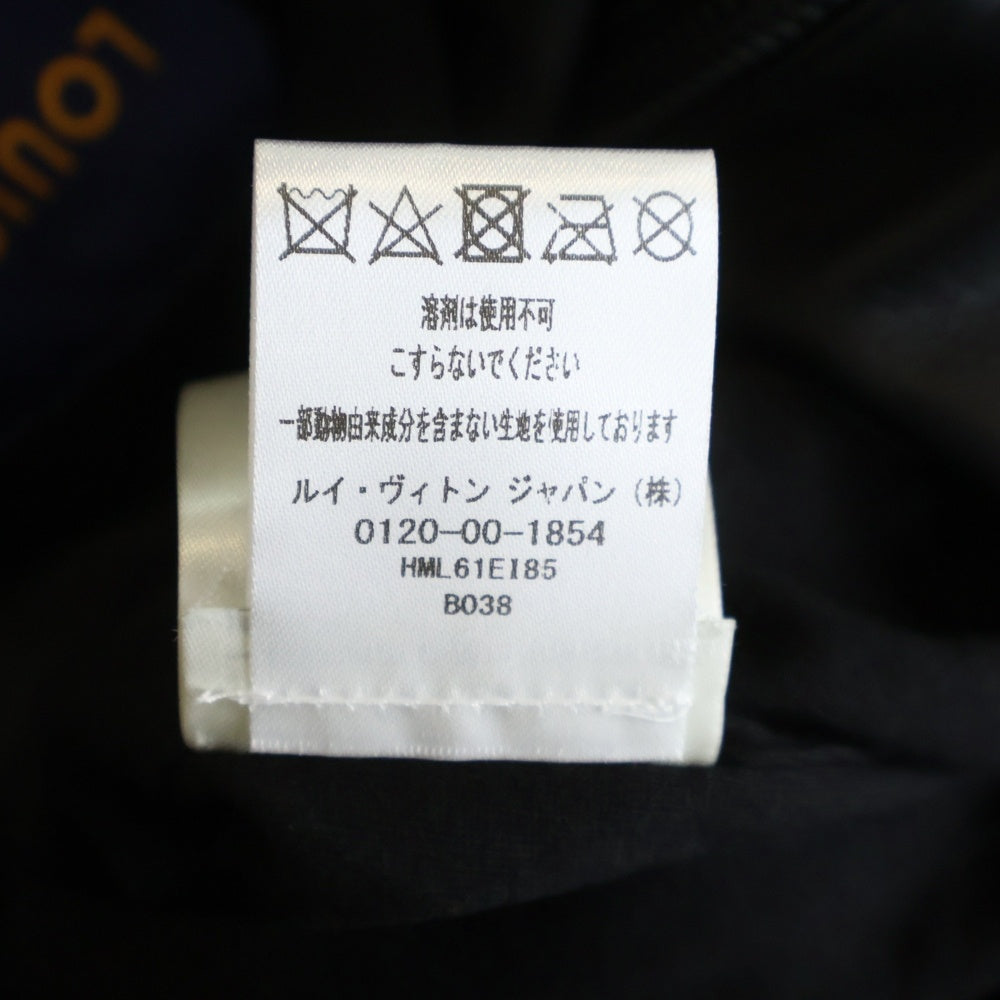 溶剤は使用不可
こすらないでください
一部動物由来成分を含まない生地を使用しております
ルイ・ヴィトン ジャパン (株)
0120-00-1854
HML61EI85
B038
LOUIS